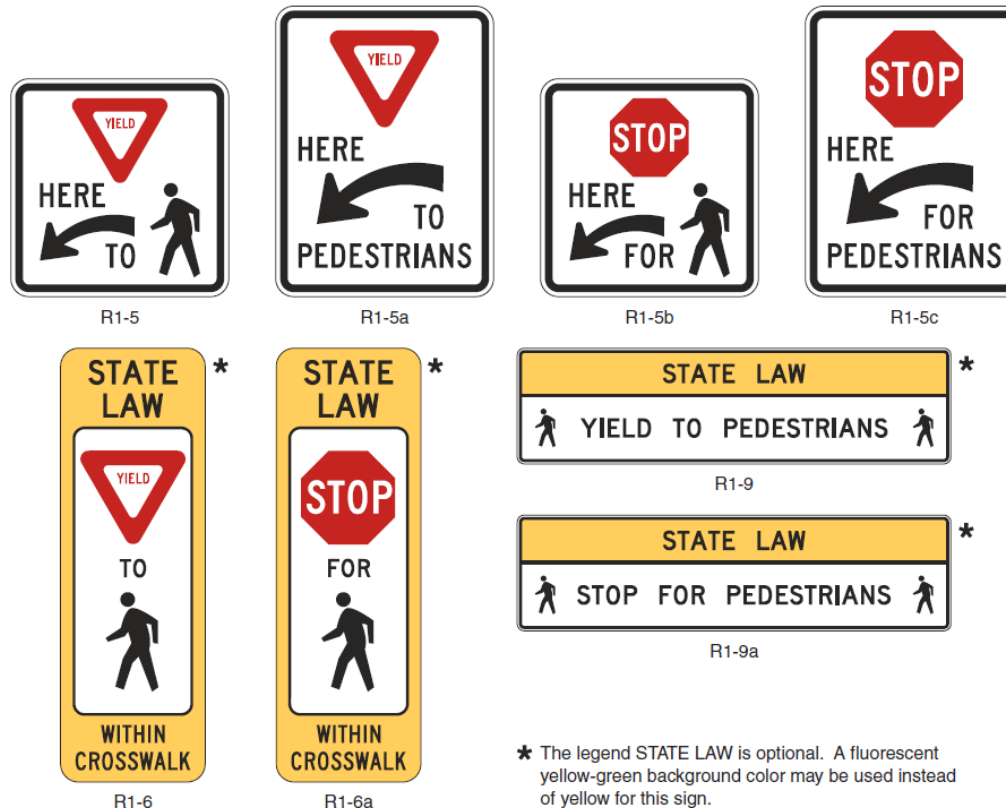 YIELD
HERE
TO
R1-5
YIELD
HERE
TO
PEDESTRIANS
R1-5a
STOP
HERE
FOR
R1-5b
STOP
HERE
FOR
PEDESTRIANS
R1-5c
STATE
LAW
*
YIELD
TO
WITHIN
CROSSWALK
R1-6
STATE
LAW
*
STOP
FOR
WITHIN
CROSSWALK
R1-6a
STATE LAW
*
YIELD TO PEDESTRIANS
R1-9
STATE LAW
*
STOP FOR PEDESTRIANS
R1-9a
* The legend STATE LAW is optional. A fluorescent
yellow-green background color may be used instead
of yellow for this sign.